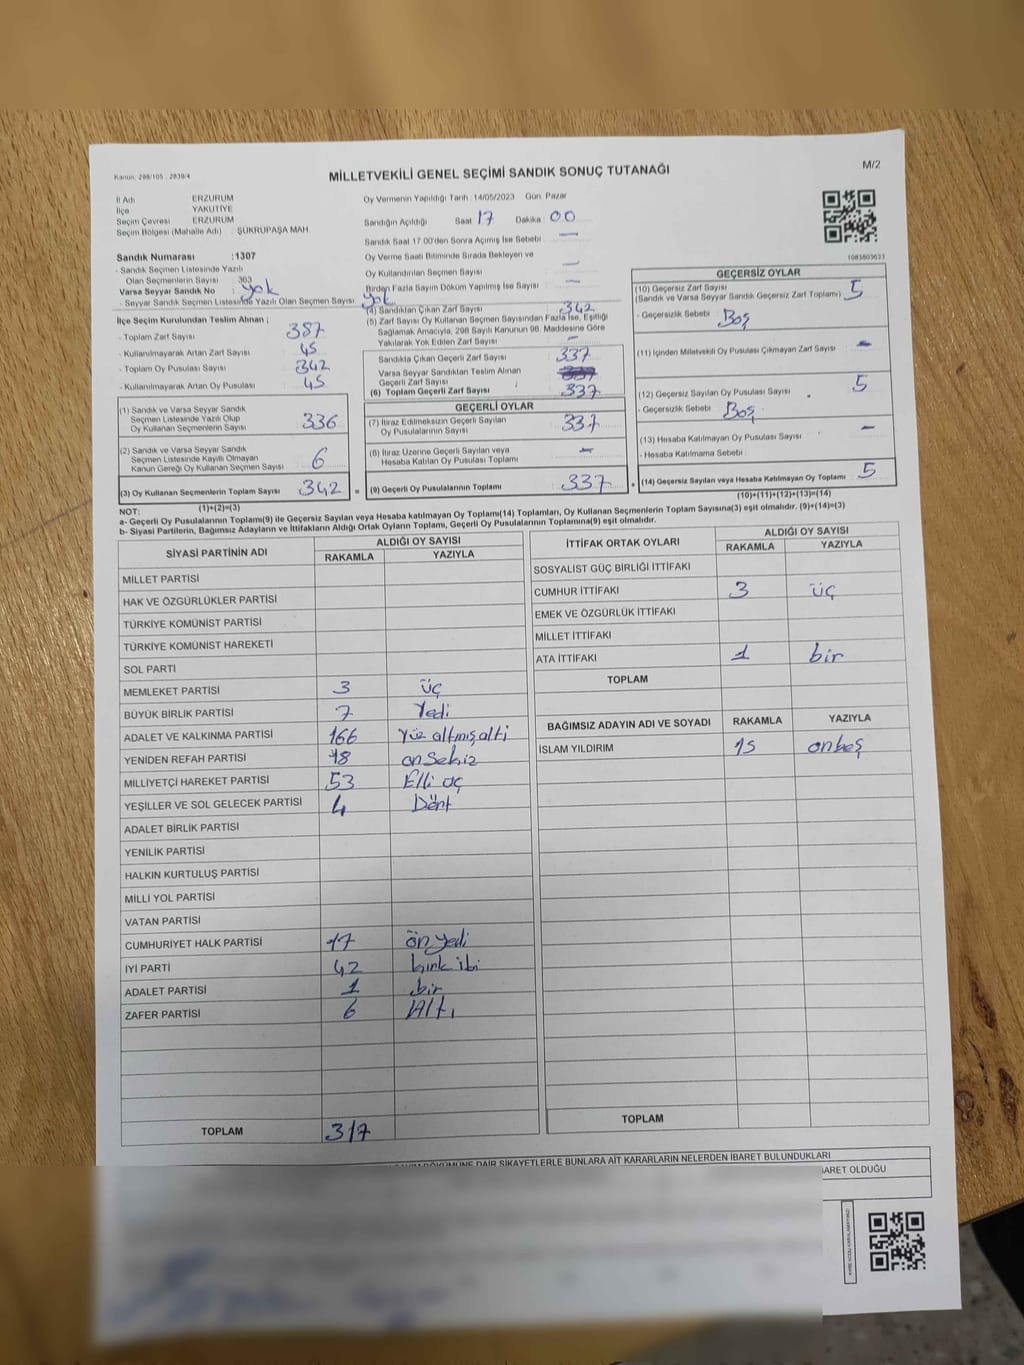 Kanun: 298/105 . 2839/4
MİLLETVEKİLİ GENEL SEÇİMİ SANDIK SONUÇ TUTANAĞI
M/2
İl Adı ERZURUM
İlçe YAKUTİYE
Seçim Çevresi ERZURUM
Seçim Bölgesi (Mahalle Adı) : ŞÜKRÜPAŞA MAH.
Sandık Numarası :1307
- Sandık Seçmen Listesinde Yazılı
Olan Seçmenlerin Sayısı 363
Varsa Seyyar Sandık No : yok
- Seyyar Sandık Seçmen Listesinde Yazılı Olan Seçmen Sayısı yok
Oy Vermenin Yapıldığı Tarih : 14/05/2023 Gün: Pazar
Sandığın Açıldığı Saat 17 Dakika : 00
Sandık Saat 17.00'den Sonra Açılmış İse Sebebi —
Oy Verme Saati Bitiminde Sırada Bekleyen ve
Oy Kullandırılan Seçmen Sayısı —
Birden Fazla Sayım Döküm Yapılmış İse Sayısı —
1083803633
İlçe Seçim Kurulundan Teslim Alınan ;
- Toplam Zarf Sayısı 387
- Kullanılmayarak Artan Zarf Sayısı 45
- Toplam Oy Pusulası Sayısı 342
- Kullanılmayarak Artan Oy Pusulası 45
(1) Sandık ve Varsa Seyyar Sandık
Seçmen Listesinde Yazılı Olup
Oy Kullanan Seçmenlerin Sayısı 336
(2) Sandık ve Varsa Seyyar Sandık
Seçmen Listesinde Kayıtlı Olmayan
Kanun Gereği Oy Kullanan Seçmen Sayısı 6
(3) Oy Kullanan Seçmenlerin Toplam Sayısı 342
(1)+(2)=(3)
(4) Sandıktan Çıkan Zarf Sayısı 342
(5) Zarf Sayısı Oy Kullanan Seçmen Sayısından Fazla İse, Eşitliği
Sağlamak Amacıyla, 298 Sayılı Kanunun 98. Maddesine Göre
Yakılarak Yok Edilen Zarf Sayısı —
Sandıkta Çıkan Geçerli Zarf Sayısı 337
Varsa Seyyar Sandıktan Teslim Alınan
Geçerli Zarf Sayısı
(6) Toplam Geçerli Zarf Sayısı 337
GEÇERLİ OYLAR
(7) İtiraz Edilmeksizin Geçerli Sayılan
Oy Pusulalarının Sayısı 337
(8) İtiraz Üzerine Geçerli Sayılan veya
Hesaba Katılan Oy Pusulası Toplamı —
= (9) Geçerli Oy Pusulalarının Toplamı 337
GEÇERSİZ OYLAR
(10) Geçersiz Zarf Sayısı 5
(Sandık ve Varsa Seyyar Sandık Geçersiz Zarf Toplamı)
- Geçersizlik Sebebi Boş
(11) İçinden Milletvekili Oy Pusulası Çıkmayan Zarf Sayısı —
(12) Geçersiz Sayılan Oy Pusulası Sayısı 5
- Geçersizlik Sebebi Boş
(13) Hesaba Katılmayan Oy Pusulası Sayısı —
- Hesaba Katılmama Sebebi
+ (14) Geçersiz Sayılan veya Hesaba Katılmayan Oy Toplamı 5
(10)+(11)+(12)+(13)=(14)
NOT:
a- Geçerli Oy Pusulalarının Toplamı(9) ile Geçersiz Sayılan veya Hesaba katılmayan Oy Toplamı(14) Toplamları, Oy Kullanan Seçmenlerin Toplam Sayısına(3) eşit olmalıdır. (9)+(14)=(3)
b- Siyasi Partilerin, Bağımsız Adayların ve İttifakların Aldığı Ortak Oyların Toplamı, Geçerli Oy Pusulalarının Toplamına(9) eşit olmalıdır.
SİYASİ PARTİNİN ADI ALDIĞI OY SAYISI
RAKAMLA YAZIYLA
MİLLET PARTİSİ
HAK VE ÖZGÜRLÜKLER PARTİSİ
TÜRKİYE KOMÜNİST PARTİSİ
TÜRKİYE KOMÜNİST HAREKETİ
SOL PARTİ
MEMLEKET PARTİSİ 3 üç
BÜYÜK BİRLİK PARTİSİ 7 Yedi
ADALET VE KALKINMA PARTİSİ 166 Yüz altmış altı
YENİDEN REFAH PARTİSİ 18 on Sekiz
MİLLİYETÇİ HAREKET PARTİSİ 53 Elli üç
YEŞİLLER VE SOL GELECEK PARTİSİ 4 Dört
ADALET BİRLİK PARTİSİ
YENİLİK PARTİSİ
HALKIN KURTULUŞ PARTİSİ
MİLLİ YOL PARTİSİ
VATAN PARTİSİ
CUMHURİYET HALK PARTİSİ 17 ön yedi
İYİ PARTİ 42 kırk iki
ADALET PARTİSİ 1 bir
ZAFER PARTİSİ 6 Altı
TOPLAM 317
İTTİFAK ORTAK OYLARI ALDIĞI OY SAYISI
RAKAMLA YAZIYLA
SOSYALİST GÜÇ BİRLİĞİ İTTİFAKI
CUMHUR İTTİFAKI 3 üç
EMEK VE ÖZGÜRLÜK İTTİFAKI
MİLLET İTTİFAKI
ATA İTTİFAKI 1 bir
TOPLAM
BAĞIMSIZ ADAYIN ADI VE SOYADI RAKAMLA YAZIYLA
İSLAM YILDIRIM 15 onbeş
TOPLAM
DÖKÜMÜNE DAİR ŞİKAYETLERLE BUNLARA AİT KARARLARIN NELERDEN İBARET BULUNDUKLARI
BARET OLDUĞU